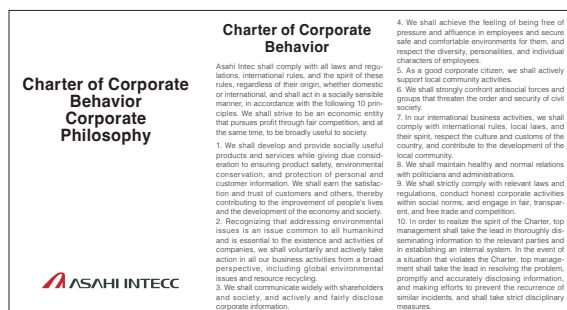 Charter of Corporate
Behavior
Corporate
Philosophy
ASAHI INTECC
Charter of Corporate
Behavior
Asahi Intec shall comply with all laws and regu-
lations, international rules, and the spirit of these
rules, regardless of their origin, whether domestic
or international, and shall act in a socially sensible
manner, in accordance with the following 10 prin-
ciples. We shall strive to be an economic entity
that pursues profit through fair competition, and at
the same time, to be broadly useful to society.
1. We shall develop and provide socially useful
products and services while giving due consid-
eration to ensuring product safety, environmental
conservation, and protection of personal and
customer information. We shall earn the satisfac-
tion and trust of customers and others, thereby
contributing to the improvement of people's lives
and the development of the economy and society.
2. Recognizing that addressing environmental
issues is an issue common to all humankind
and is essential to the existence and activities of
companies, we shall voluntarily and actively take
action in all our business activities from a broad
perspective, including global environmental
issues and resource recycling.
3. We shall communicate widely with shareholders
and society, and actively and fairly disclose
corporate information.
4. We shall achieve the feeling of being free of
pressure and affluence in employees and secure
safe and comfortable environments for them, and
respect the diversity, personalities, and individual
characters of employees.
5. As a good corporate citizen, we shall actively
support local community activities.
6. We shall strongly confront antisocial forces and
groups that threaten the order and security of civil
society.
7. In our international business activities, we shall
comply with international rules, local laws, and
their spirit, respect the culture and customs of the
country, and contribute to the development of the
local community.
8. We shall maintain healthy and normal relations
with politicians and administrations.
9. We shall strictly comply with relevant laws and
regulations, conduct honest corporate activities
within social norms, and engage in fair, transpar-
ent, and free trade and competition.
10. In order to realize the spirit of the Charter, top
management shall take the lead in thoroughly dis-
seminating information to the relevant parties and
in establishing an internal system. In the event of
a situation that violates the Charter, top manage-
ment shall take the lead in resolving the problem,
promptly and accurately disclosing information,
and making efforts to prevent the recurrence of
similar incidents, and shall take strict disciplinary
measures.